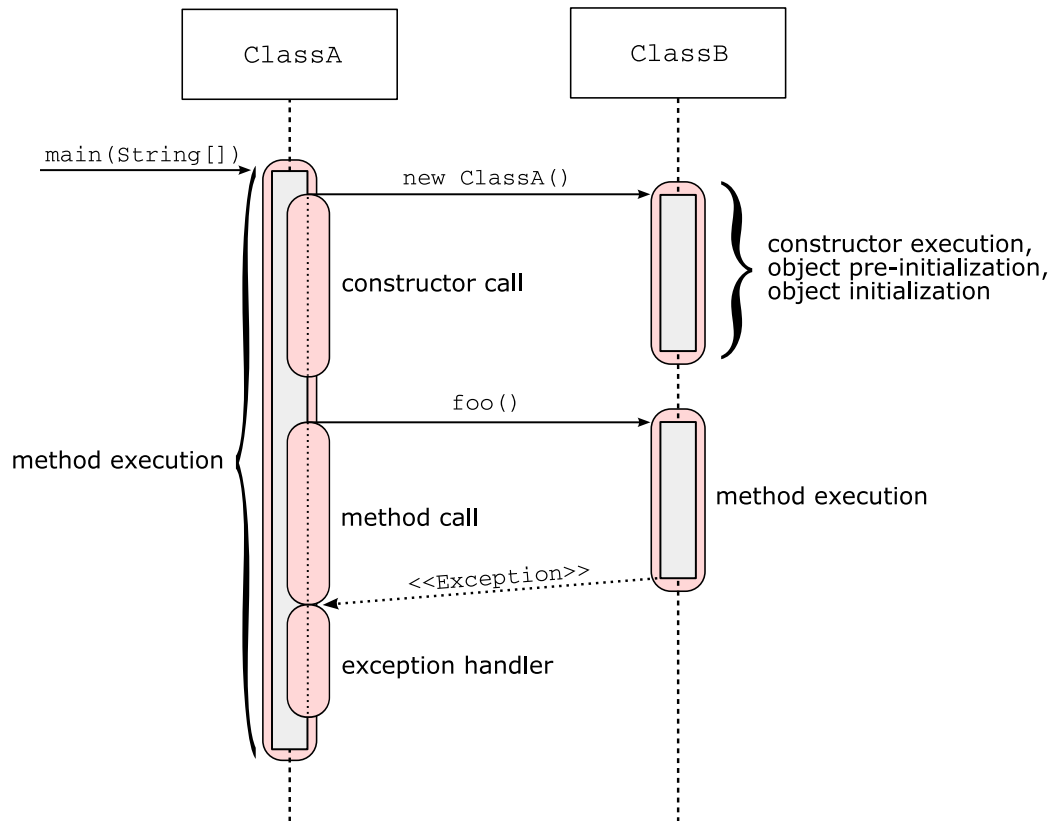 ClassA
ClassB
main(String[])
new ClassA()
constructor call
constructor execution,
object pre-initialization,
object initialization
foo()
method execution
method call
method execution
<<Exception>>
exception handler